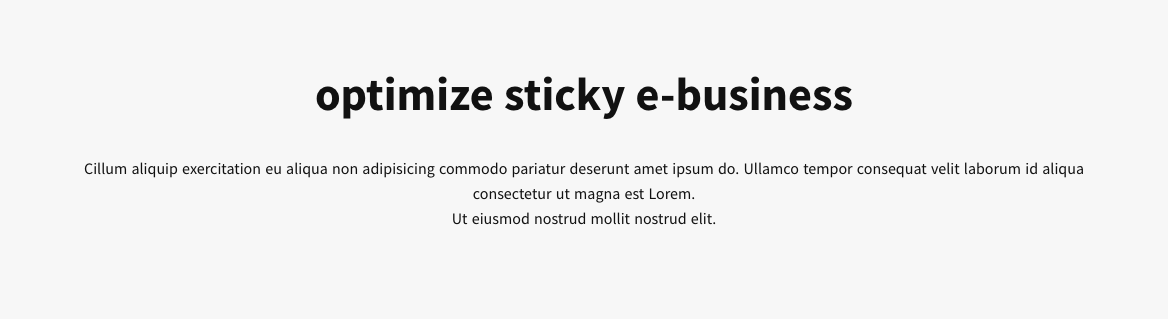 optimize sticky e-business
Cillum aliquip exercitation eu aliqua non adipisicing commodo pariatur deserunt amet ipsum do. Ullamco tempor consequat velit laborum id aliqua
consectetur ut magna est Lorem.
Ut eiusmod nostrud mollit nostrud elit.